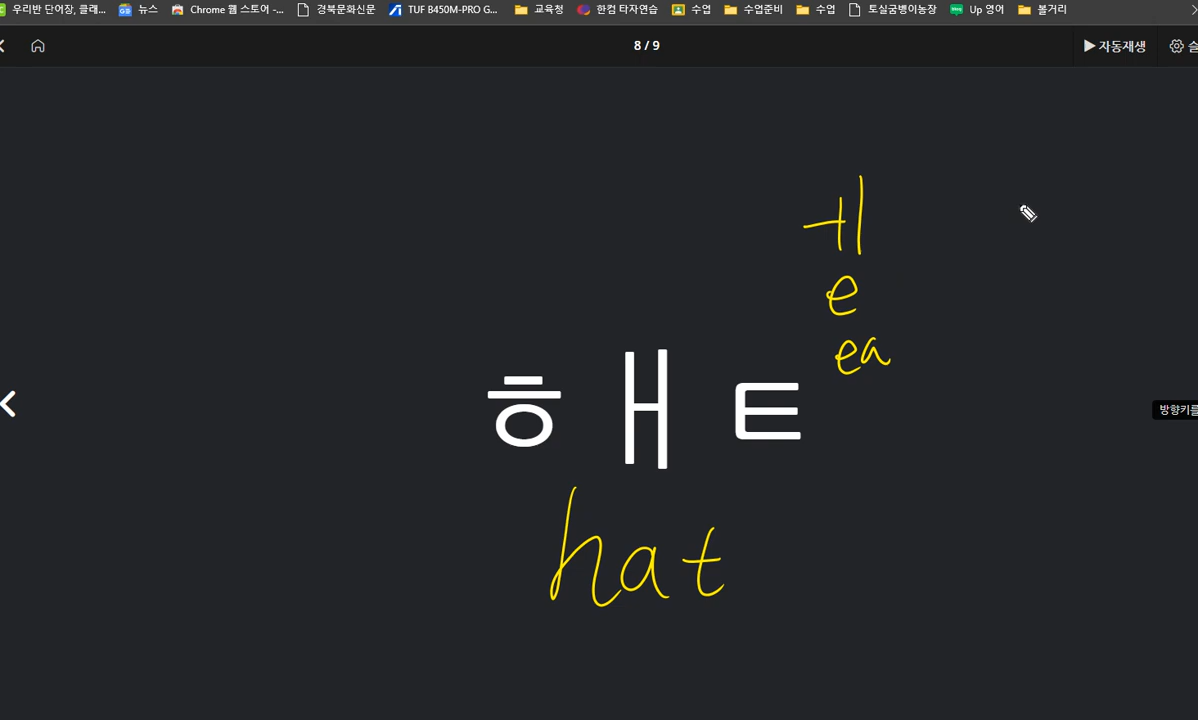 우리반 단어장, 클래... 뉴스 Chrome 웹 스토어 -... 경북문화신문 TUF B450M-PRO G... 교육청 한컴 타자연습 수업 수업준비 수업 토실굼벵이농장 Up 영어 볼거리
8 / 9
자동재생
슬
ㅔ
e
ea
ㅎ ㅐ ㅌ
방향키를
hat